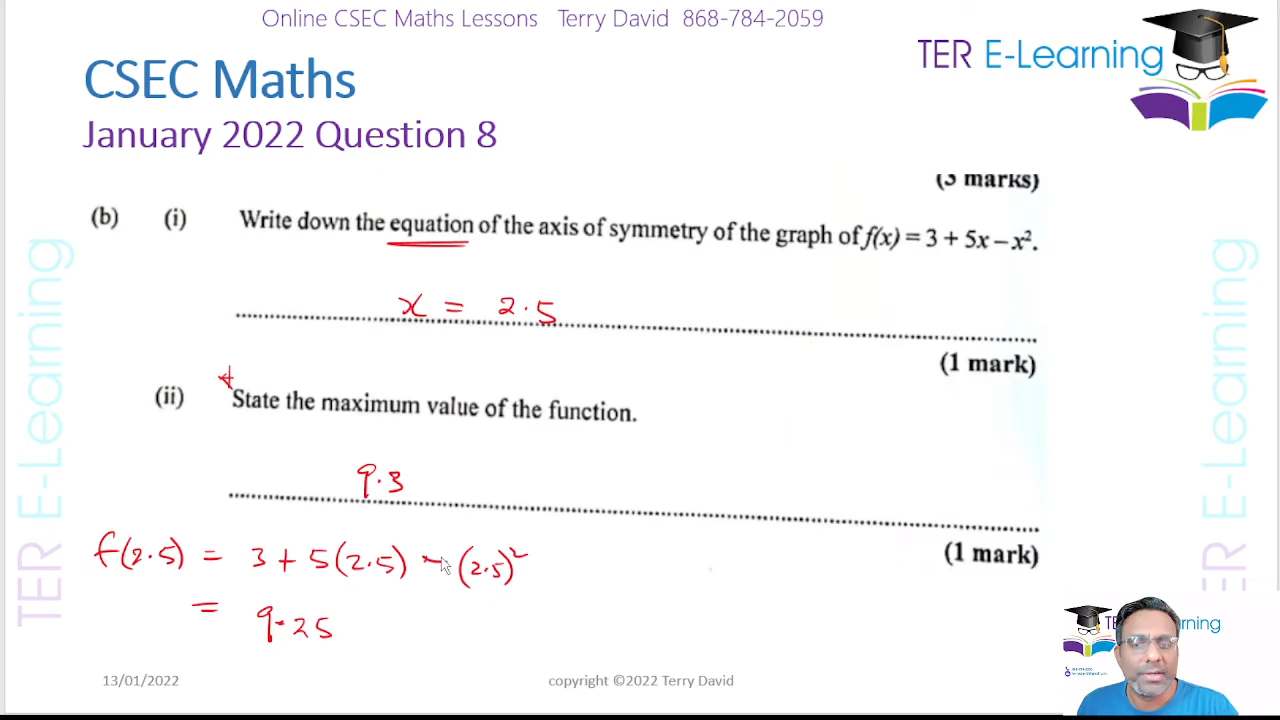 Online CSEC Maths Lessons Terry David 868-784-2059
TER E-Learning
CSEC Maths
January 2022 Question 8
(3 marks)
(b) (i) Write down the equation of the axis of symmetry of the graph of f(x) = 3 + 5x – x².
x = 2.5
(1 mark)
(ii) State the maximum value of the function.
9.3
f(2.5) = 3 + 5(2.5) - (2.5)²
(1 mark)
= 9.25
TER E-Learning
TER E-Learning
TER E-Learning
13/01/2022
copyright ©2022 Terry David